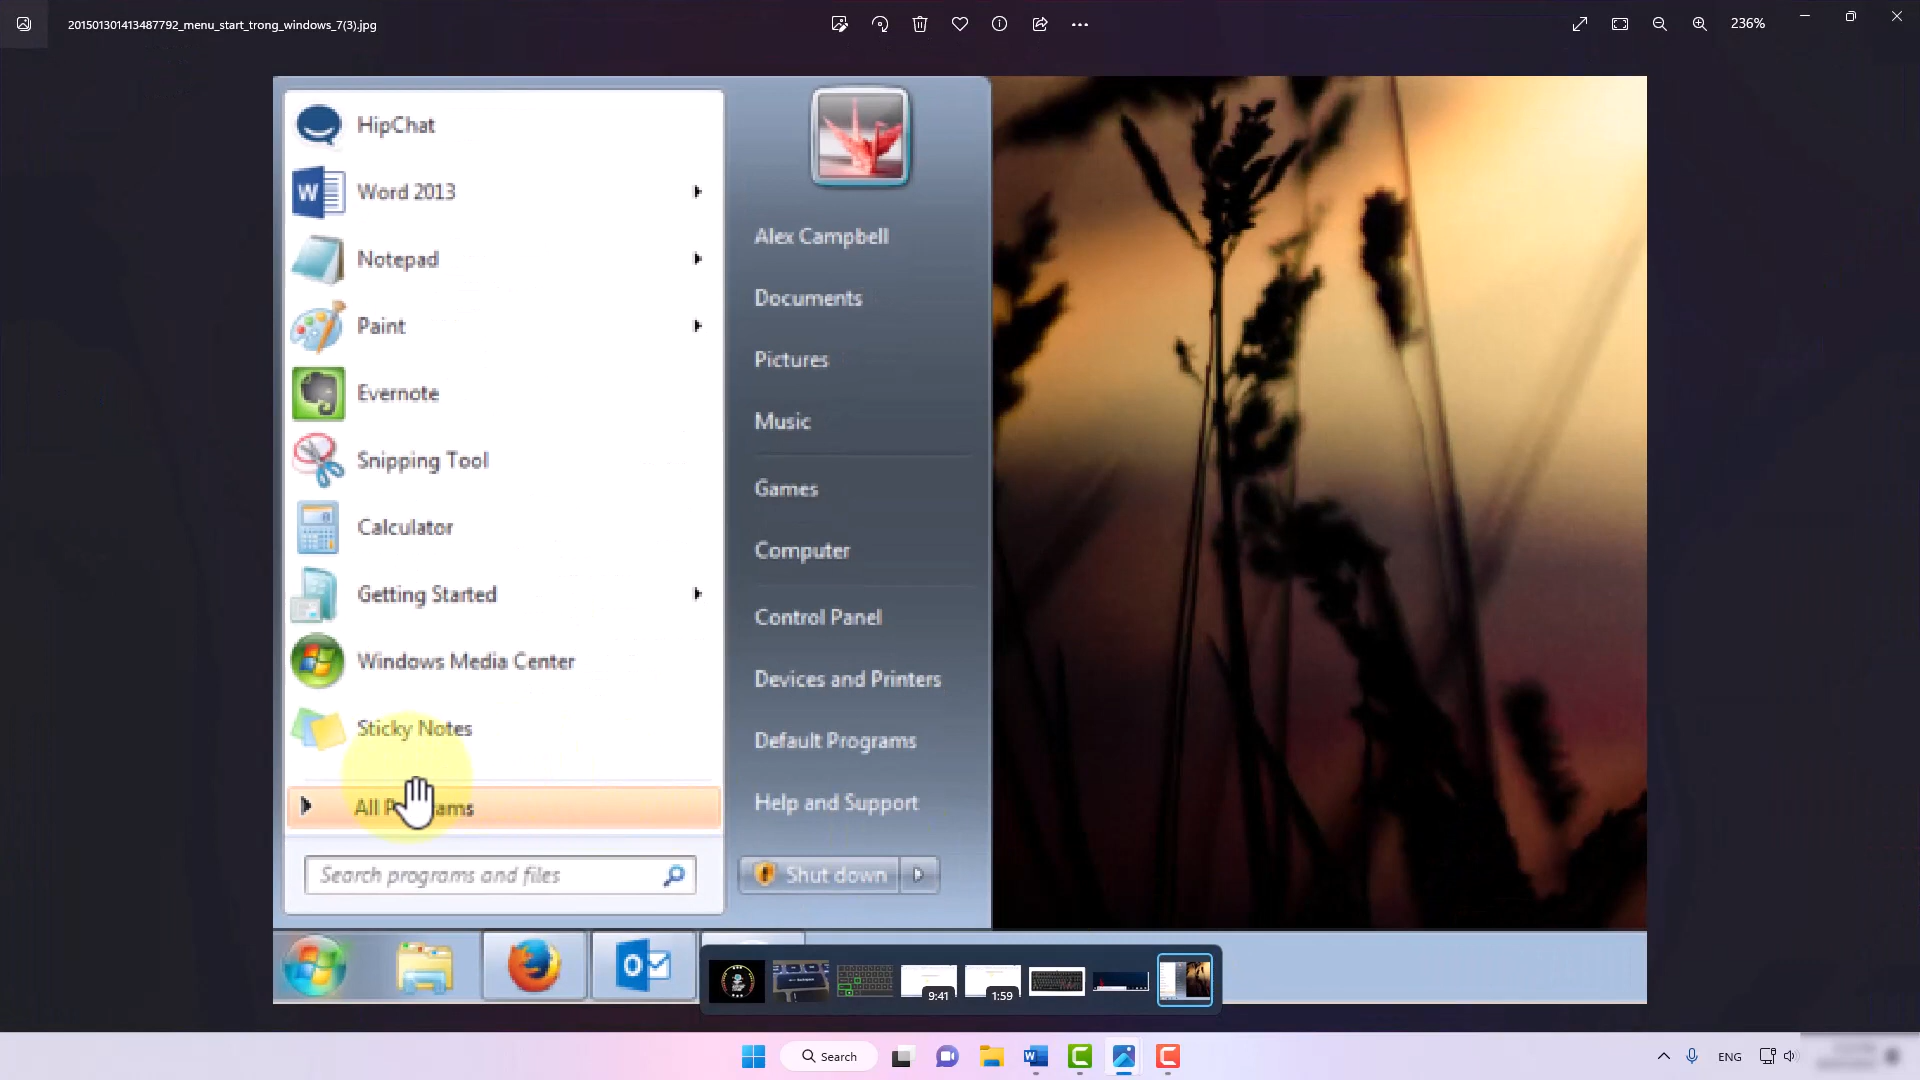 201501301413487792_menu_start_trong_windows_7(3).jpg
236%
HipChat
Word 2013
Notepad
Paint
Evernote
Snipping Tool
Calculator
Getting Started
Windows Media Center
Sticky Notes
All Programs
Search programs and files
Alex Campbell
Documents
Pictures
Music
Games
Computer
Control Panel
Devices and Printers
Default Programs
Help and Support
Shut down
9:41
1:59
Search
ENG